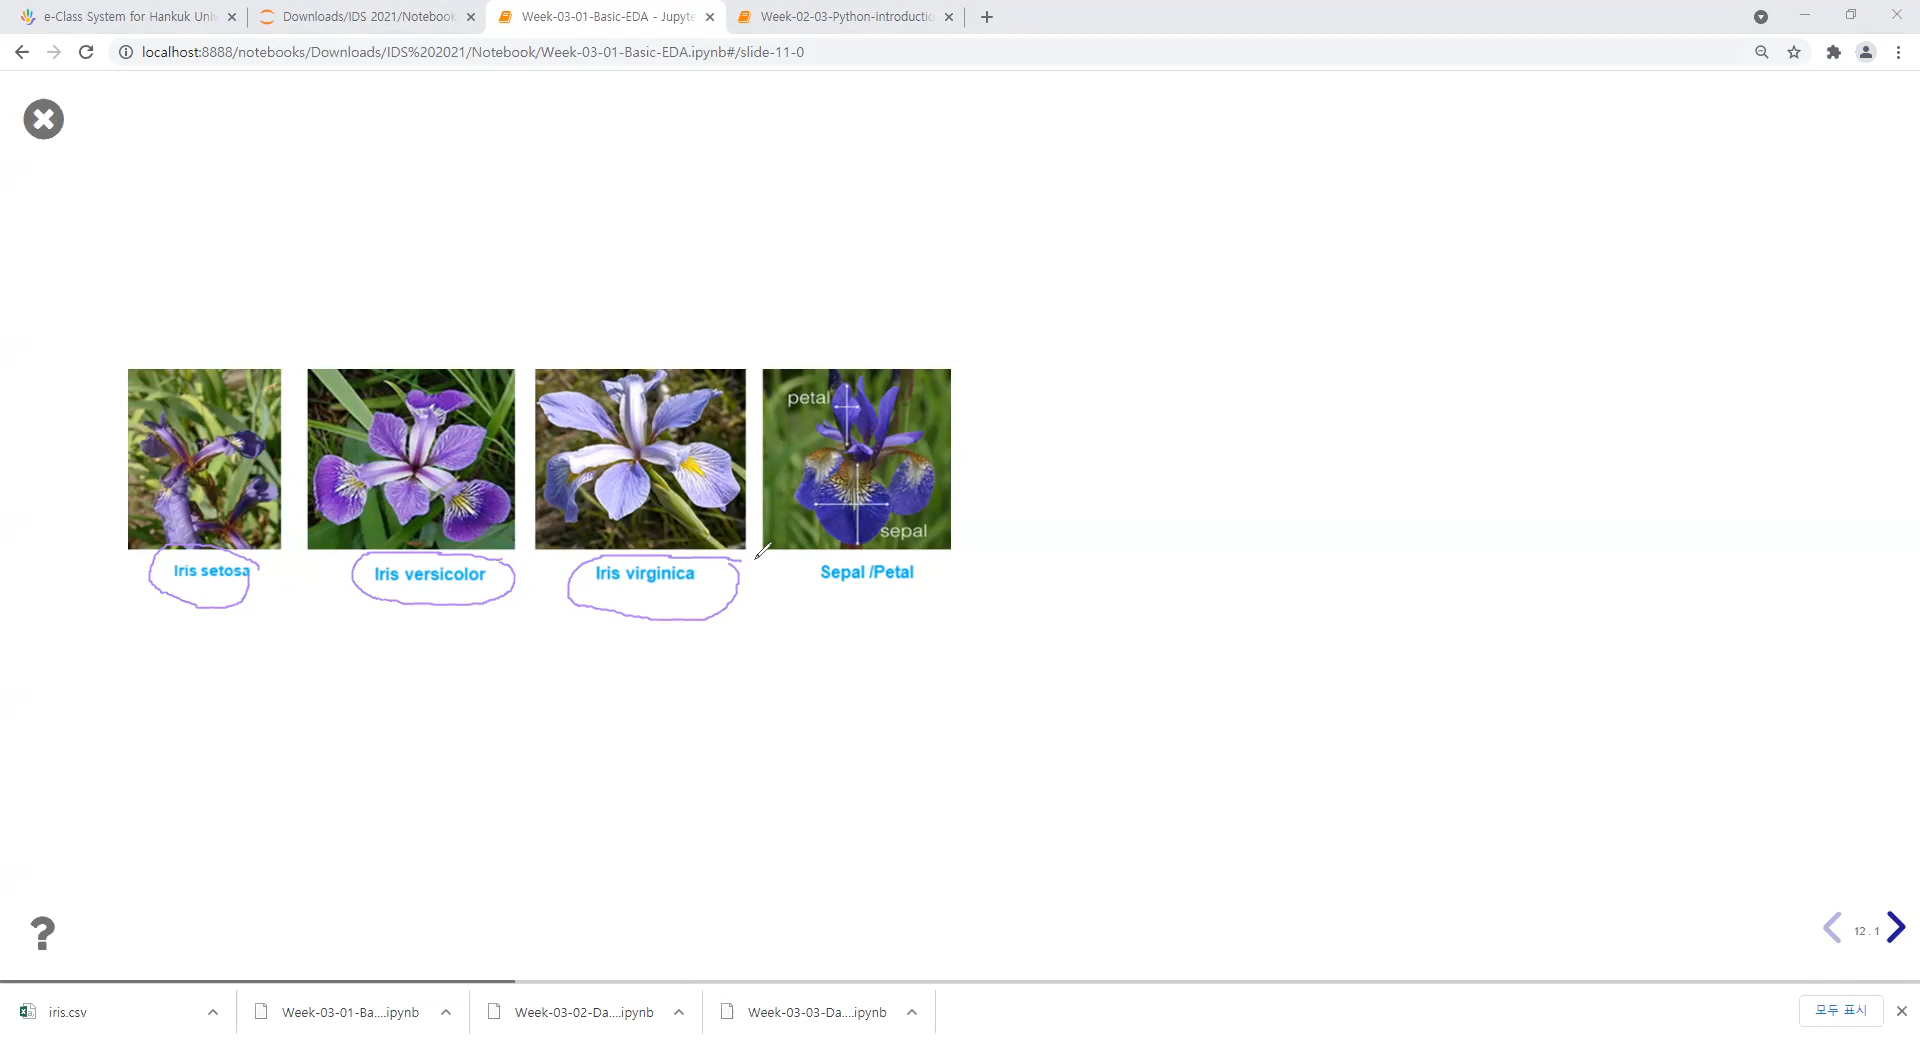 e-Class System for Hankuk Uni
Downloads/IDS 2021/Notebook
Week-03-01-Basic-EDA - Jupyte
Week-02-03-Python-introductio
localhost:8888/notebooks/Downloads/IDS%202021/Notebook/Week-03-01-Basic-EDA.ipynb#/slide-11-0
petal
sepal
Iris setosa
Iris versicolor
Iris virginica
Sepal /Petal
?
12.1
iris.csv
Week-03-01-Ba....ipynb
Week-03-02-Da....ipynb
Week-03-03-Da....ipynb
모두 표시